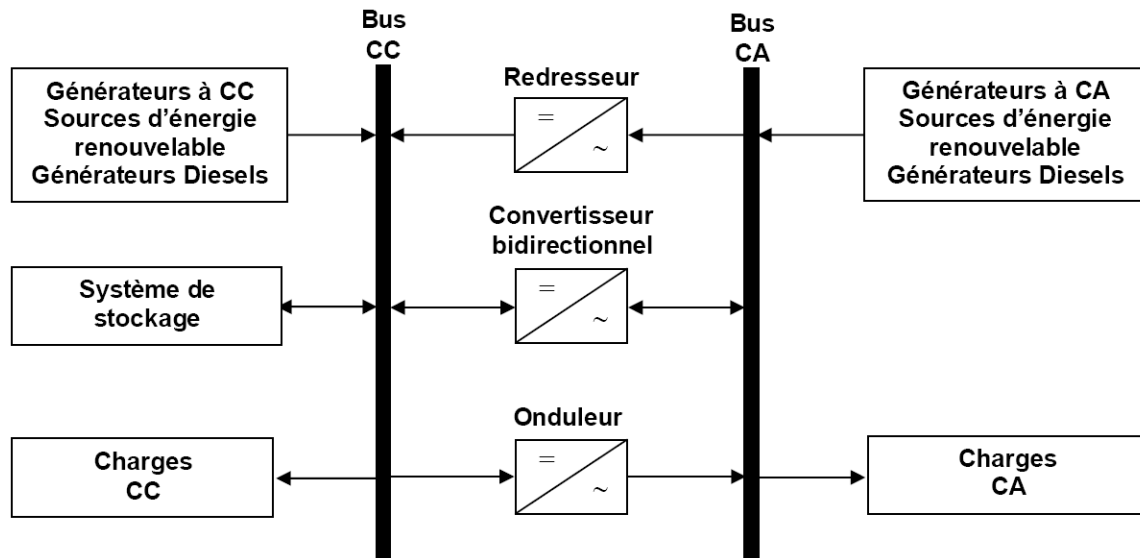 Bus
CC
Bus
CA
Générateurs à CC
Sources d'énergie
renouvelable
Générateurs Diesels
Redresseur
=
~
Générateurs à CA
Sources d'énergie
renouvelable
Générateurs Diesels
Système de
stockage
Convertisseur
bidirectionnel
=
~
Charges
CC
Onduleur
=
~
Charges
CA